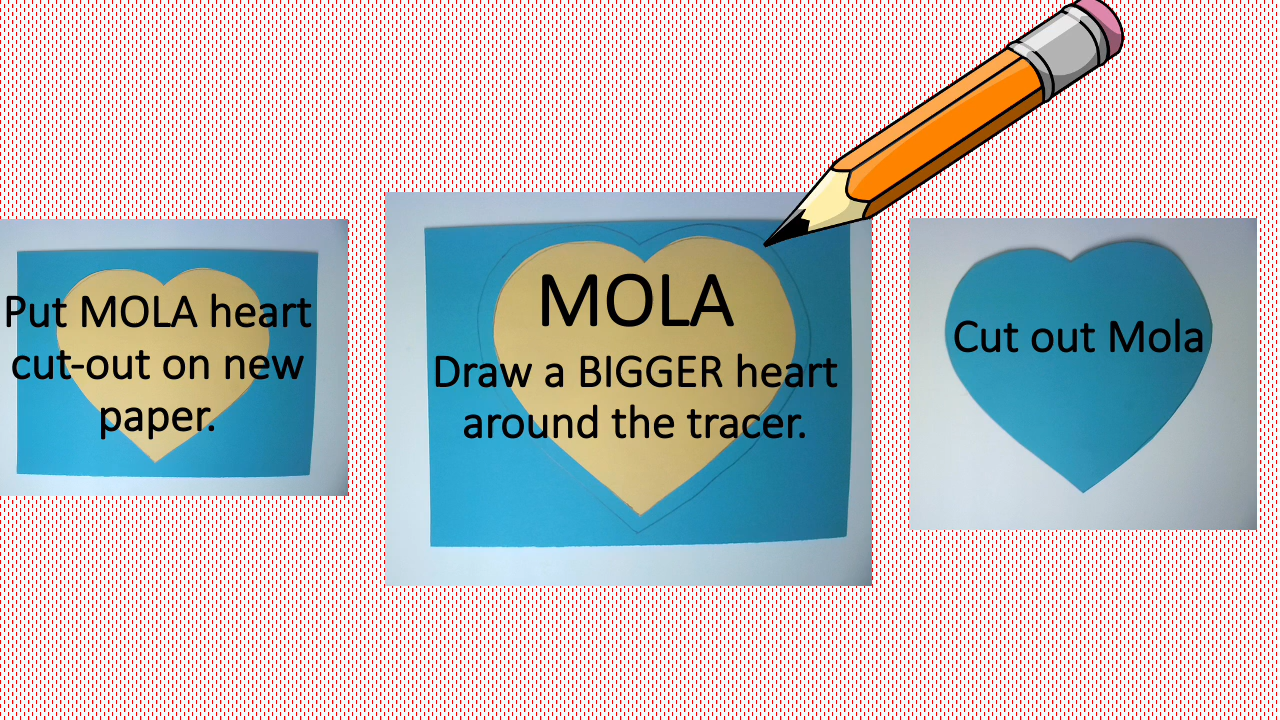 Put MOLA heart
cut-out on new
paper.
MOLA
Draw a BIGGER heart
around the tracer.
Cut out Mola